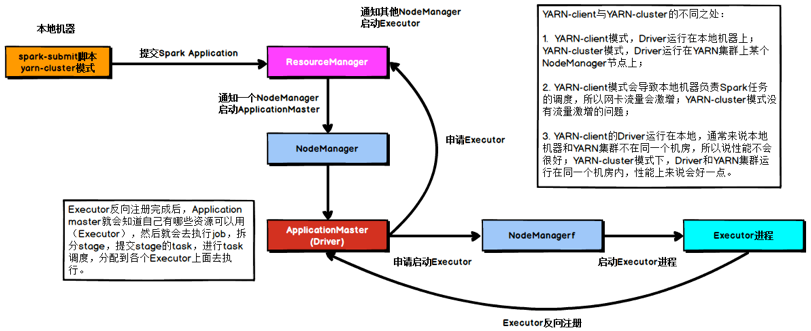 本地机器
spark-submit脚本
yarn-cluster模式
提交Spark Application
ResourceManager
通知其他NodeManager
启动Executor
通知一个NodeManager
启动ApplicationMaster
NodeManager
申请Executor
ApplicationMaster
(Driver)
申请启动Executor
NodeManagerf
启动Executor进程
Executor进程
Executor反向注册
Executor反向注册完成后，Application
master就会知道自己有哪些资源可以用
（Executor），然后就会去执行job，拆
分stage，提交stage的task，进行task
调度，分配到各个Executor上面去执
行。
YARN-client与YARN-cluster的不同之处：
1. YARN-client模式，Driver运行在本地机器上；
YARN-cluster模式，Driver运行在YARN集群上某个
NodeManager节点上；
2. YARN-client模式会导致本地机器负责Spark任务
的调度，所以网卡流量会激增；YARN-cluster模式没
有流量激增的问题；
3. YARN-client的Driver运行在本地，通常来说本地
机器和YARN集群不在同一个机房，所以说性能不会
很好；YARN-cluster模式下，Driver和YARN集群运
行在同一个机房内，性能上来说会好一点。